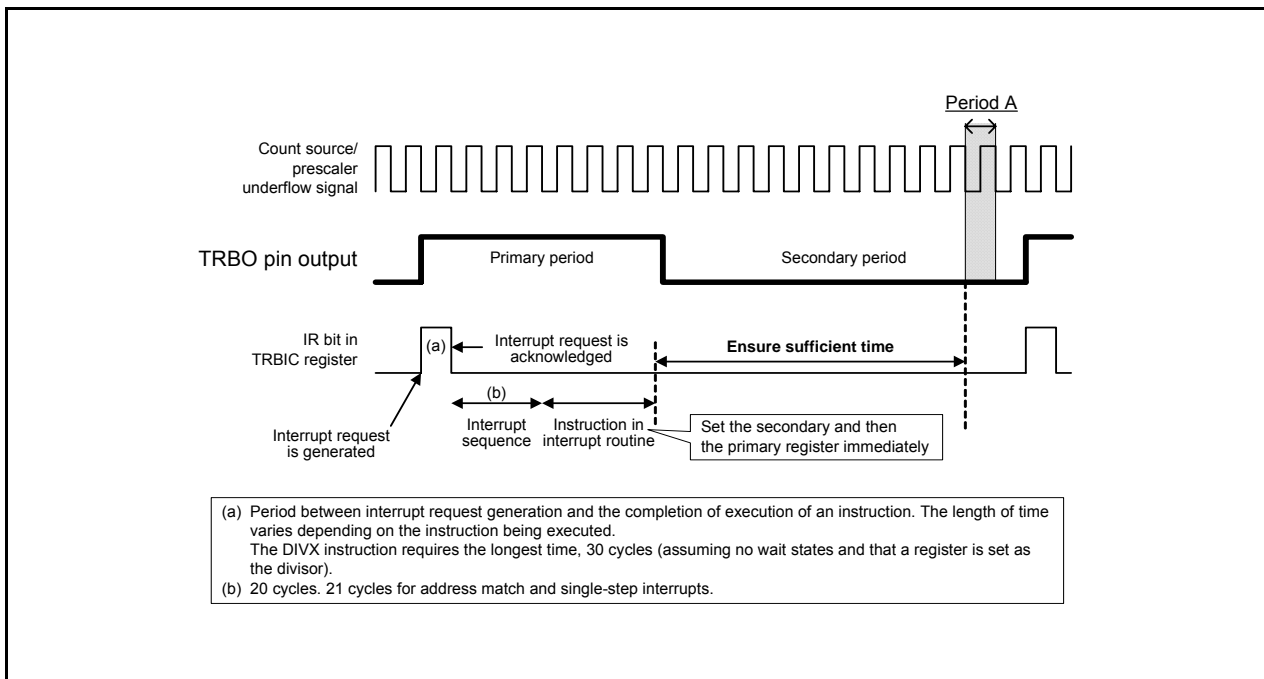 Period A
Count source/
prescaler
underflow signal
TRBO pin output
Primary period
Secondary period
IR bit in
TRBIC register
(a)
Interrupt request is
acknowledged
Ensure sufficient time
(b)
Interrupt request
is generated
Interrupt
sequence
Instruction in
interrupt routine
Set the secondary and then
the primary register immediately
(a) Period between interrupt request generation and the completion of execution of an instruction. The length of time
varies depending on the instruction being executed.
The DIVX instruction requires the longest time, 30 cycles (assuming no wait states and that a register is set as
the divisor).
(b) 20 cycles. 21 cycles for address match and single-step interrupts.